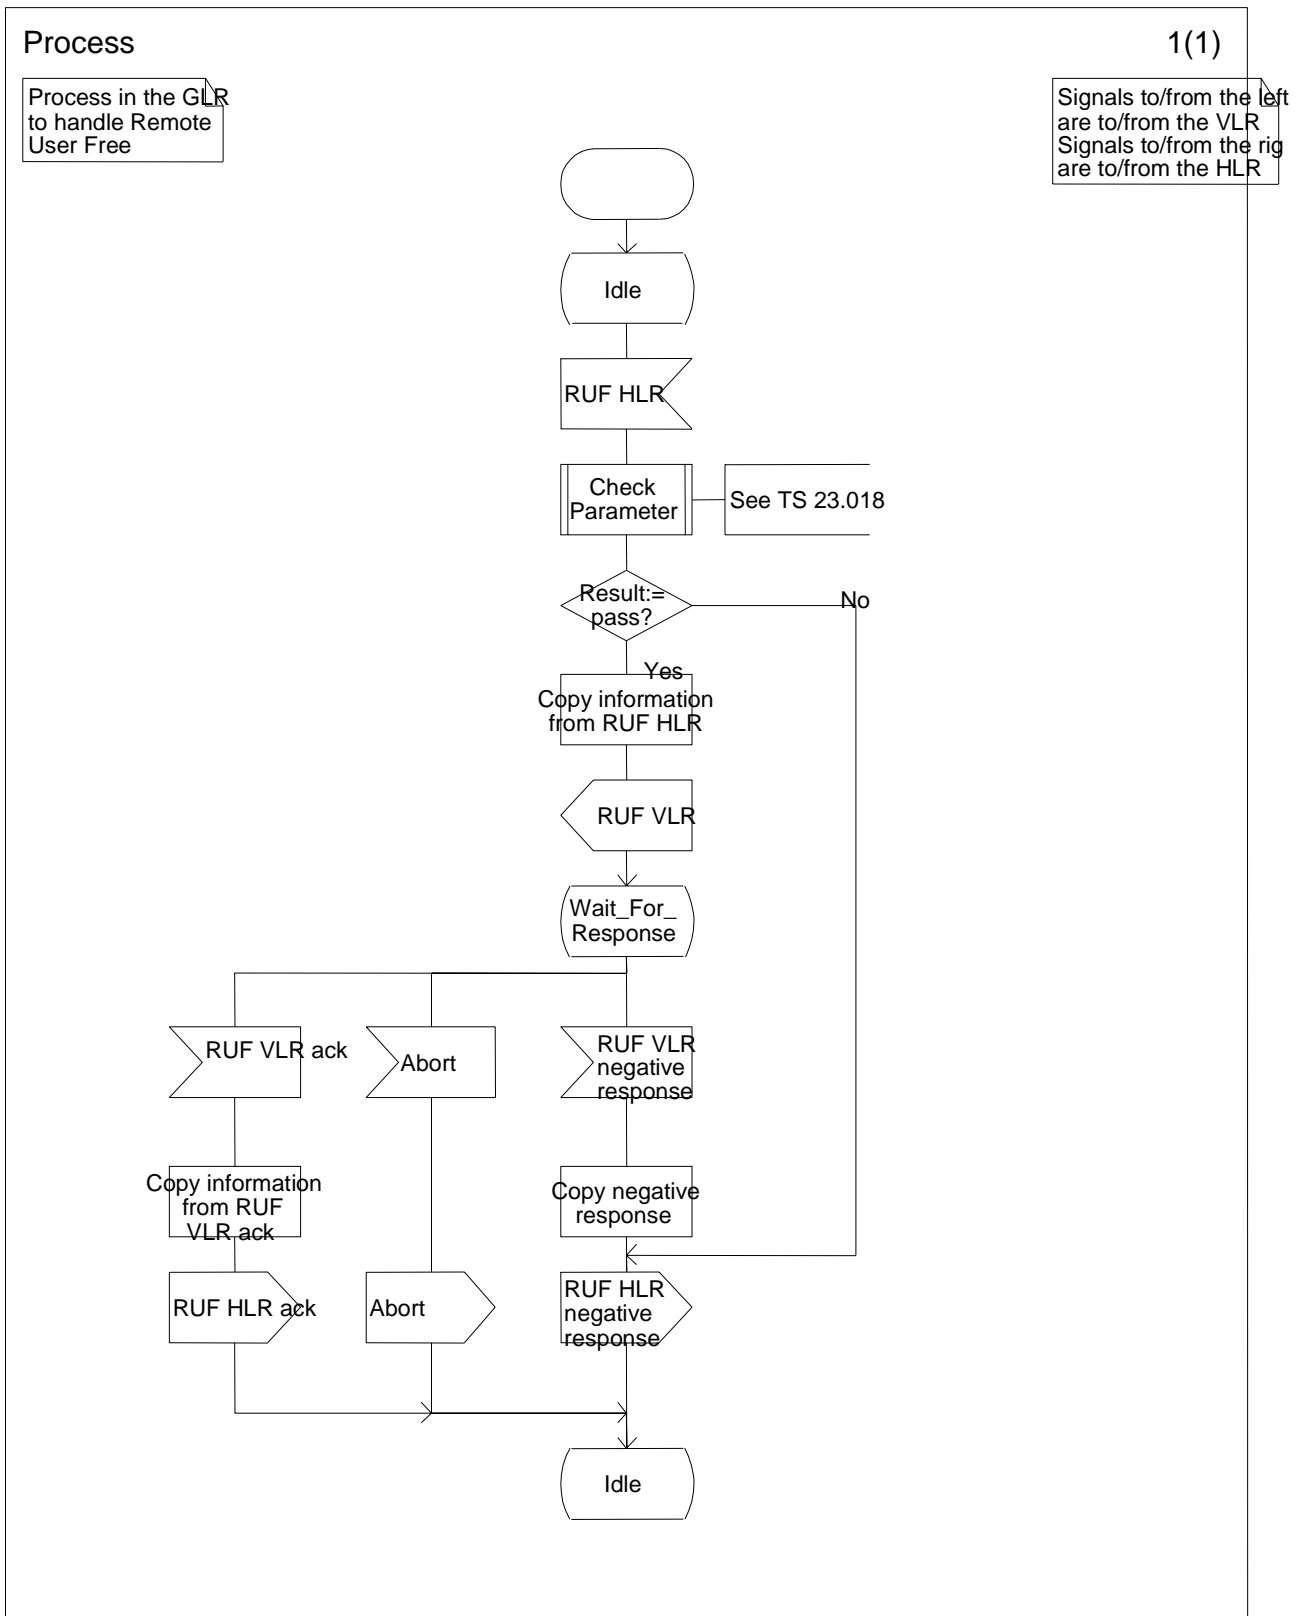 Process
1(1)
Process in the GLR
to handle Remote
User Free
Signals to/from the left
are to/from the VLR
Signals to/from the rig
are to/from the HLR
Idle
RUF HLR
Check
Parameter
See TS 23.018
Result:=
pass?
No
Yes
Copy information
from RUF HLR
RUF VLR
Wait_For_
Response
RUF VLR ack
Abort
RUF VLR
negative
response
Copy information
from RUF
VLR ack
Copy negative
response
RUF HLR ack
Abort
RUF HLR
negative
response
Idle